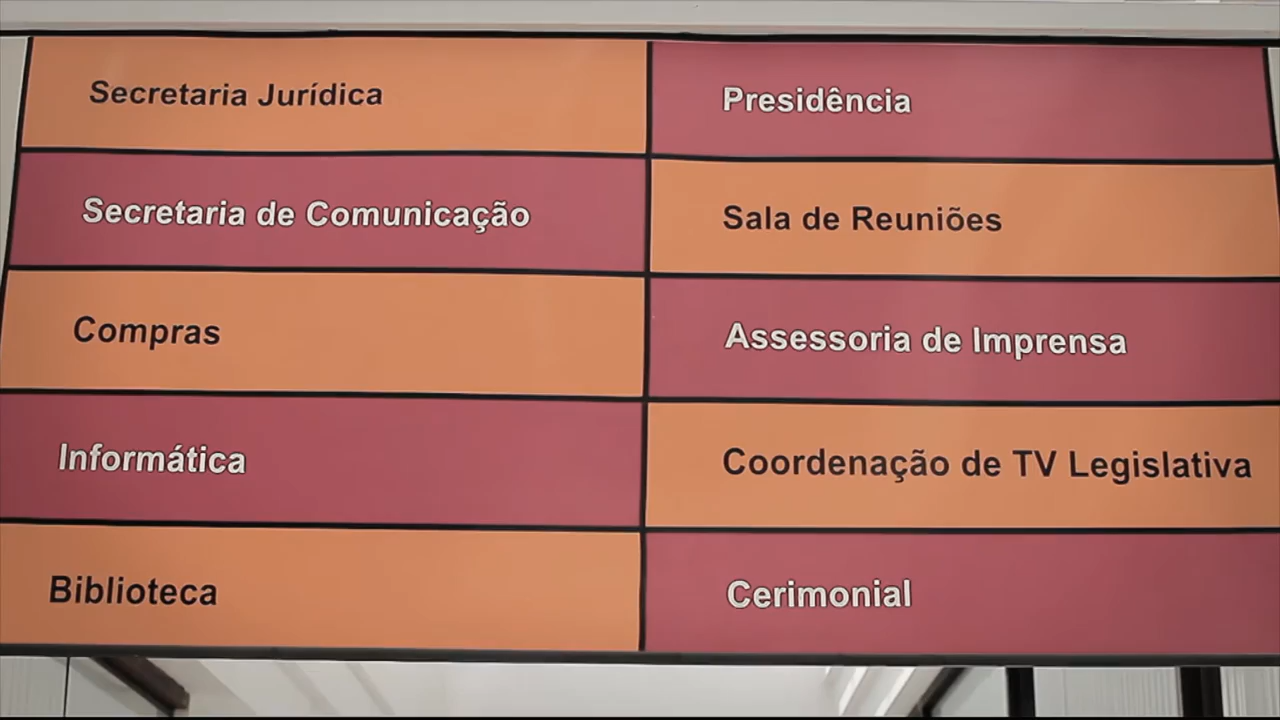 Secretaria Jurídica
Secretaria de Comunicação
Compras
Informática
Biblioteca
Presidência
Sala de Reuniões
Assessoria de Imprensa
Coordenação de TV Legislativa
Cerimonial